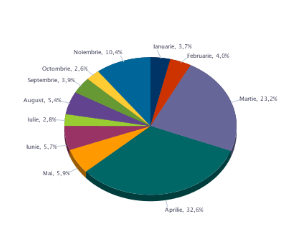 Noiembrie, 10,4%
Ianuarie, 3,7%
Februarie, 4,0%
Octombrie, 2,6%
Septembrie, 3,9%
August, 5,4%
Martie, 23,2%
Iulie, 2,8%
Iunie, 5,7%
Mai, 5,9%
Aprilie, 32,6%